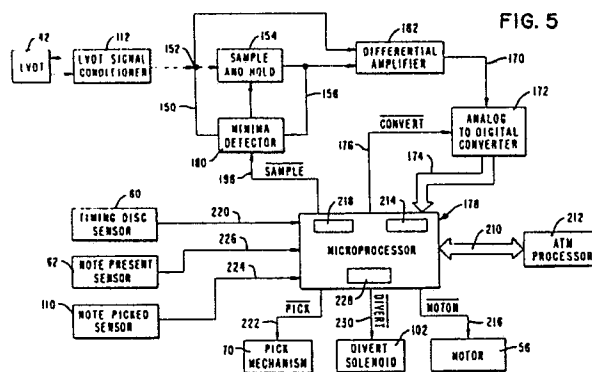 FIG. 5
42
LVDT
112
LVDT SIGNAL
CONDITIONER
152
154
SAMPLE
AND HOLD
162
DIFFERENTIAL
AMPLIFIER
170
150
156
MINIMA
DETECTOR
180
CONVERT
176
172
ANALOG
TO DIGITAL
CONVERTER
174
196
SAMPLE
60
TIMING DISC
SENSOR
220
218
214
178
MICROPROCESSOR
228
210
212
ATM
PROCESSOR
62
NOTE PRESENT
SENSOR
226
224
110
NOTE PICKED
SENSOR
PICK
222
DIVERT
230
MOTON
216
70
PICK
MECHANISM
102
DIVERT
SOLENOID
MOTOR
56